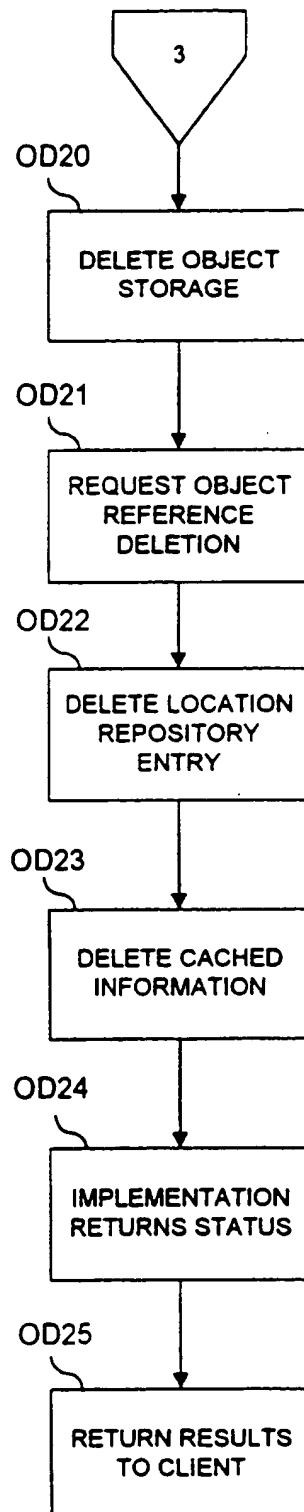 3
OD20
DELETE OBJECT
STORAGE
OD21
REQUEST OBJECT
REFERENCE
DELETION
OD22
DELETE LOCATION
REPOSITORY
ENTRY
OD23
DELETE CACHED
INFORMATION
OD24
IMPLEMENTATION
RETURNS STATUS
OD25
RETURN RESULTS
TO CLIENT